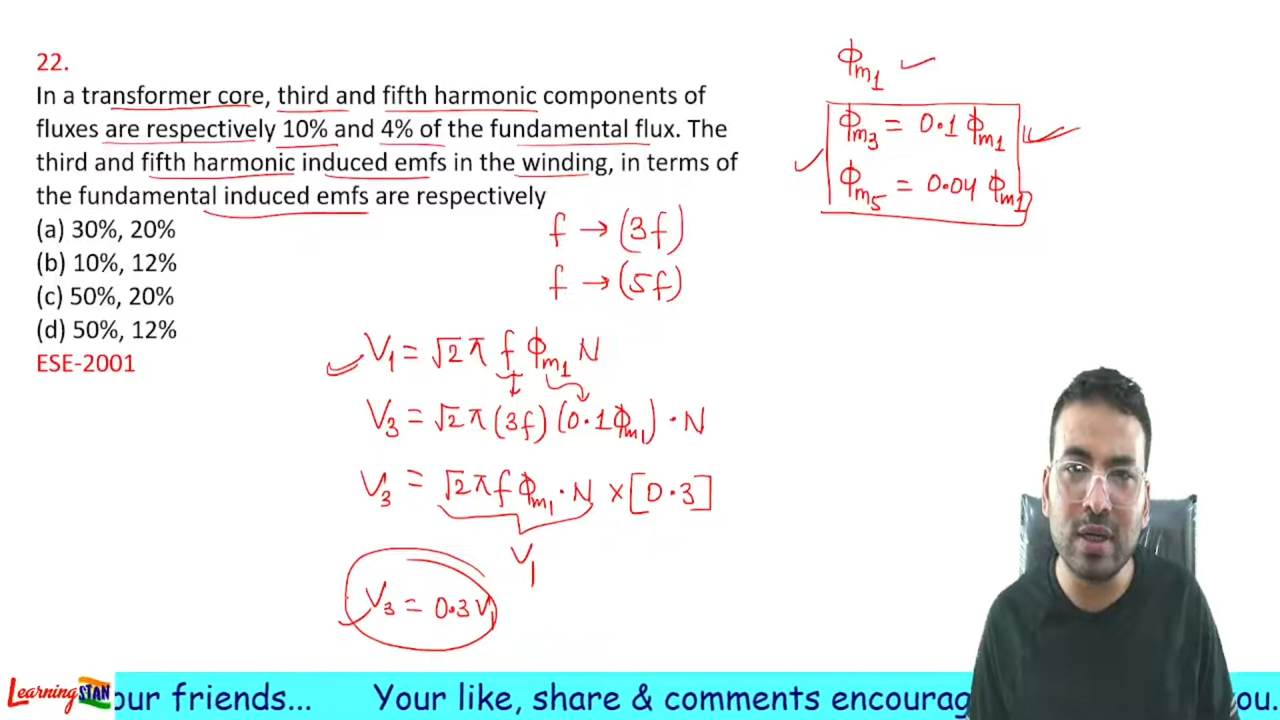 22.
In a transformer core, third and fifth harmonic components of
fluxes are respectively 10% and 4% of the fundamental flux. The
third and fifth harmonic induced emfs in the winding, in terms of
the fundamental induced emfs are respectively
(a) 30%, 20%
(b) 10%, 12%
(c) 50%, 20%
(d) 50%, 12%
ESE-2001
ϕm₁
ϕm₃ = 0.1 ϕm₁
ϕm₅ = 0.04 ϕm₁
f → (3f)
f → (5f)
V₁ = √2 π f ϕm₁ N
V₃ = √2 π (3f) (0.1ϕm₁) · N
V₃ = √2 π f ϕm₁ · N × [0.3]
V₁
V₃ = 0.3 V₁
Learning STAN
our friends... Your like, share & comments encourag
ou.